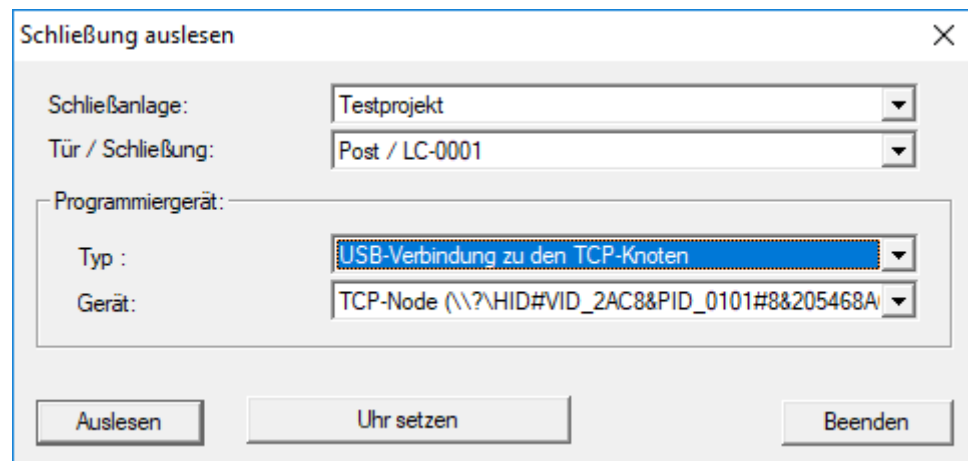 Schließung auslesen
Schließanlage: Testprojekt
Tür / Schließung: Post / LC-0001
Programmiergerät:
Typ : USB-Verbindung zu den TCP-Knoten
Gerät: TCP-Node (\\?\HID#VID_2AC8&PID_0101#8&205468A
Auslesen Uhr setzen Beenden